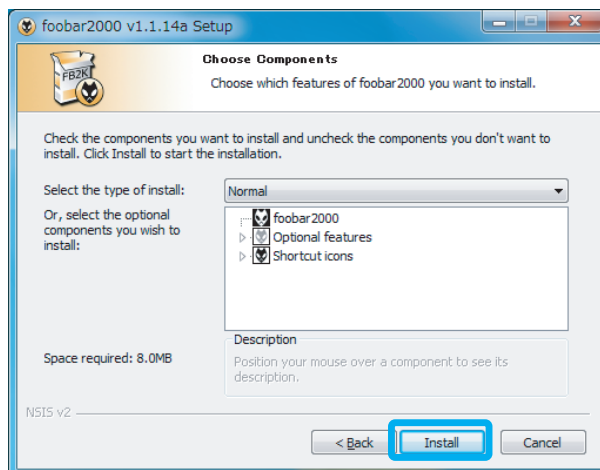 foobar2000 v1.1.14a Setup
Choose Components
Choose which features of foobar2000 you want to install.
FB2K
Check the components you want to install and uncheck the components you don't want to
install. Click Install to start the installation.
Select the type of install:
Normal
Or, select the optional
components you wish to
install:
foobar2000
Optional features
Shortcut icons
Space required: 8.0MB
Description
Position your mouse over a component to see its
description.
NSIS v2
< Back
Install
Cancel